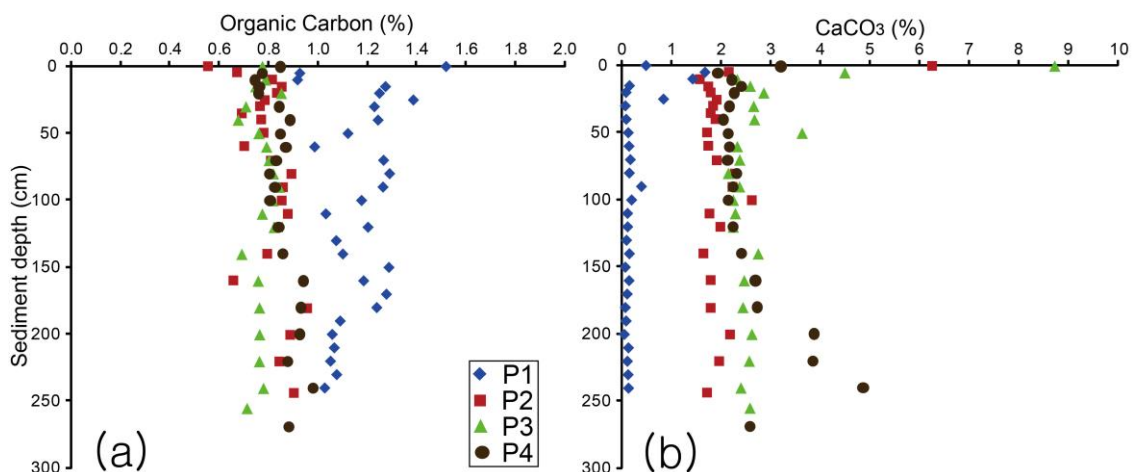 Organic Carbon (%)
0.0 0.2 0.4 0.6 0.8 1.0 1.2 1.4 1.6 1.8 2.0
0
50
100
150
200
250
300
Sediment depth (cm)
P1
P2
P3
P4
(a)
CaCO₃ (%)
0 1 2 3 4 5 6 7 8 9 10
0
50
100
150
200
250
300
(b)